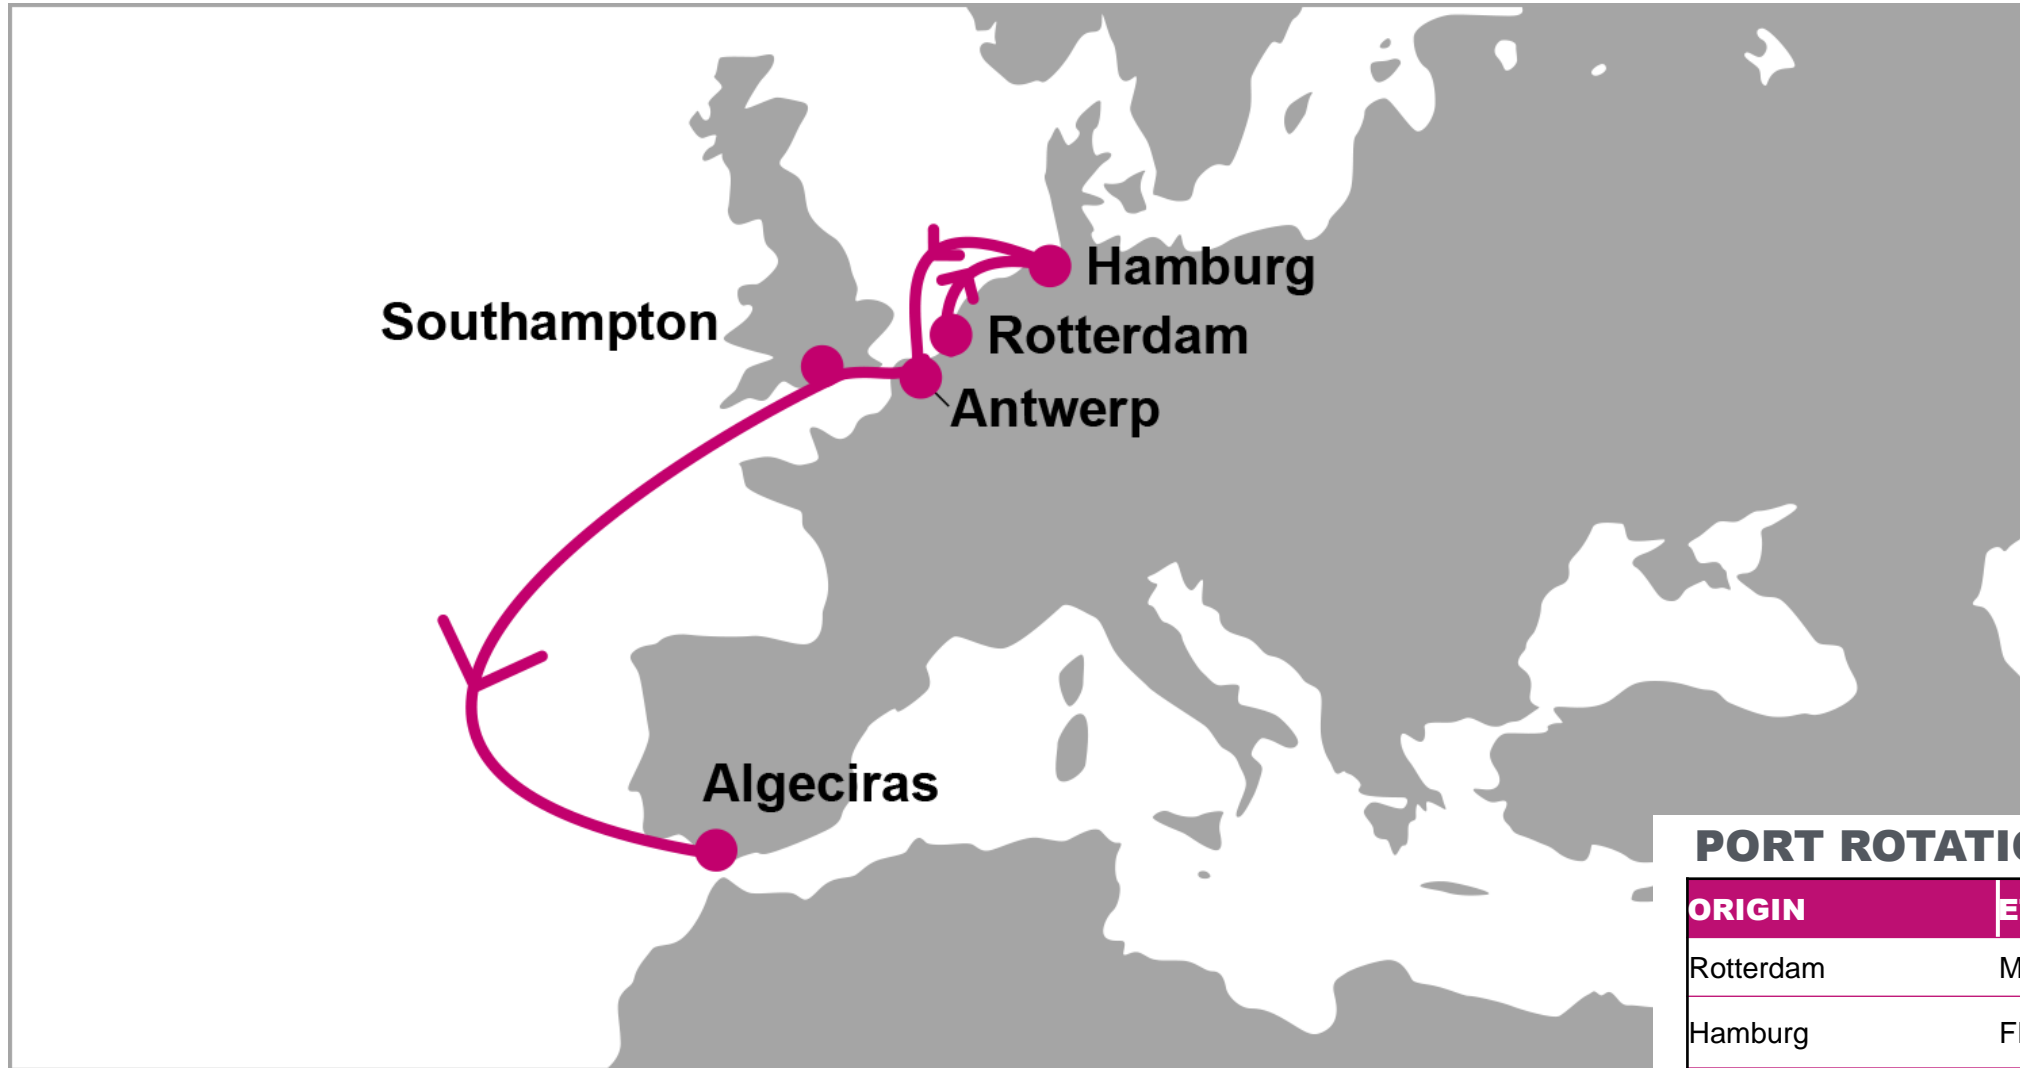 Hamburg
Southampton
Rotterdam
Antwerp
Algeciras
PORT ROTATI
ORIGIN
Rotterdam
Hamburg